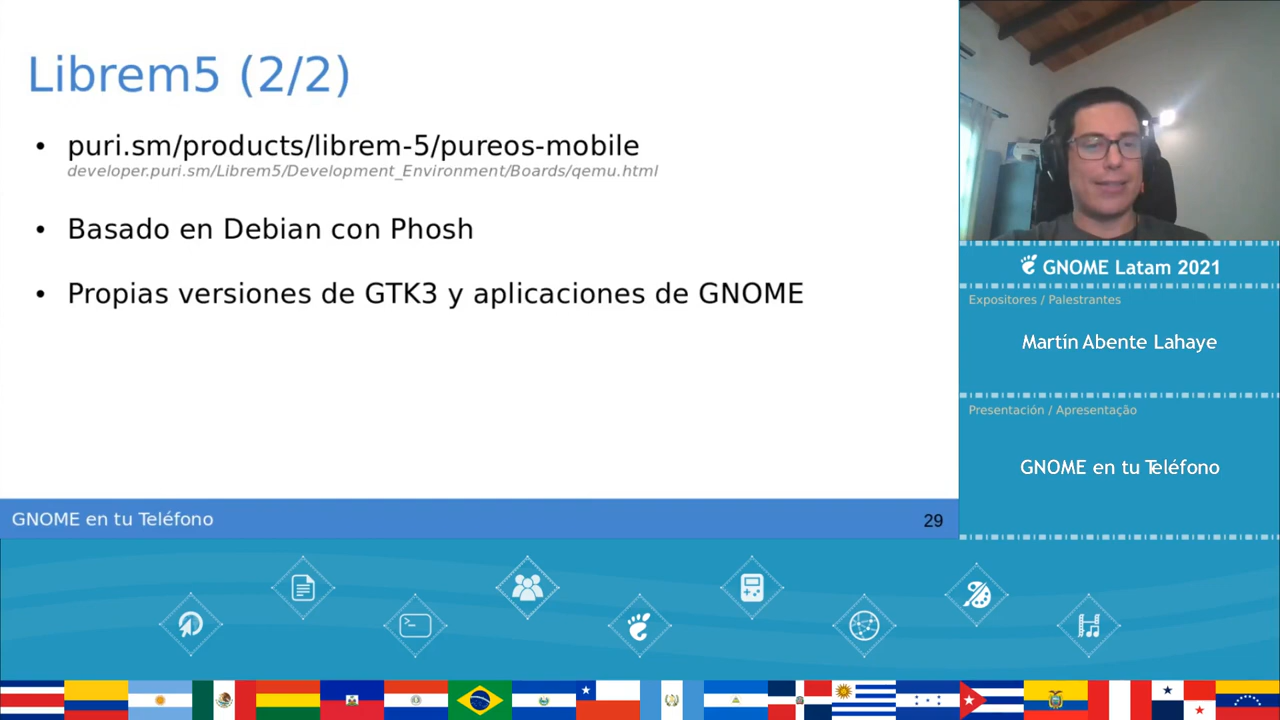 Librem5 (2/2)
• puri.sm/products/librem-5/pureos-mobile
developer.puri.sm/Librem5/Development_Environment/Boards/qemu.html
• Basado en Debian con Phosh
• Propias versiones de GTK3 y aplicaciones de GNOME
GNOME en tu Teléfono
29
GNOME Latam 2021
Expositores / Palestrantes
Martín Abente Lahaye
Presentación / Apresentação
GNOME en tu Teléfono